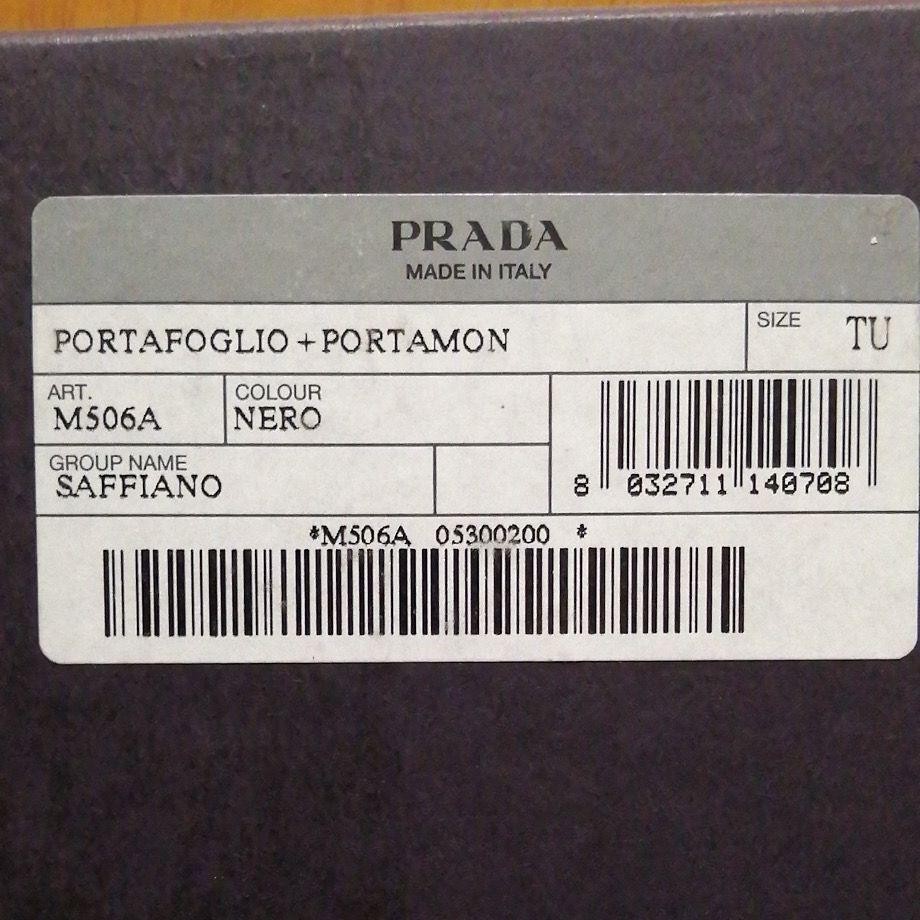 PRADA
MADE IN ITALY
PORTAFOGLIO + PORTAMON
SIZE TU
ART.
M506A
COLOUR
NERO
GROUP NAME
SAFFIANO
8 032711 140708
*M506A 05300200 *